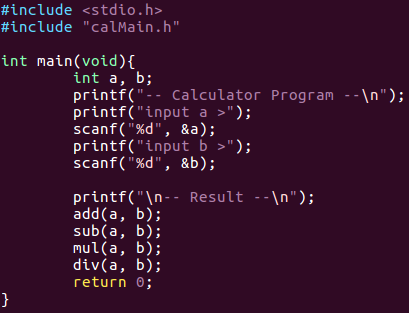 #include <stdio.h>
#include "calMain.h"

int main(void){
        int a, b;
        printf("-- Calculator Program --\n");
        printf("input a >");
        scanf("%d", &a);
        printf("input b >");
        scanf("%d", &b);

        printf("\n-- Result --\n");
        add(a, b);
        sub(a, b);
        mul(a, b);
        div(a, b);
        return 0;
}